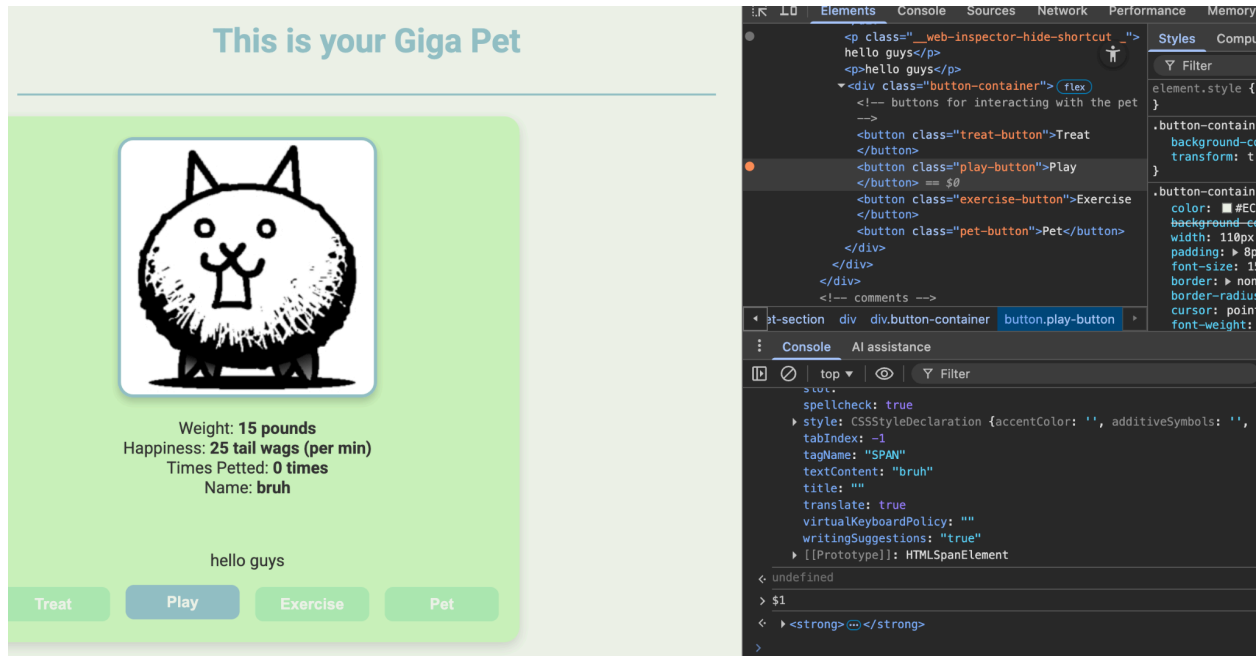 This is your Giga Pet
Weight: 15 pounds
Happiness: 25 tail wags (per min)
Times Petted: 0 times
Name: bruh
hello guys
Treat
Play
Exercise
Pet
Elements Console Sources Network Performance Memory
<p class="__web-inspector-hide-shortcut _">
hello guys</p>
<p>hello guys</p>
<div class="button-container"> flex
<!-- buttons for interacting with the pet
-->
<button class="treat-button">Treat
</button>
<button class="play-button">Play
</button> == $0
<button class="exercise-button">Exercise
</button>
<button class="pet-button">Pet</button>
</div>
</div>
</div>
<!-- comments -->
et-section div div.button-container button.play-button
Styles Compu
Filter
element.style {
}
.button-contain
background-co
transform: t
}
.button-contain
color: #EC
background-co
width: 110px
padding: 8p
font-size: 15
border: non
border-radius
cursor: poin
font-weight:
Console AI assistance
top Filter
slot:
spellcheck: true
style: CSSStyleDeclaration {accentColor: '', additiveSymbols: '',
tabIndex: -1
tagName: "SPAN"
textContent: "bruh"
title: ""
translate: true
virtualKeyboardPolicy: ""
writingSuggestions: "true"
[[Prototype]]: HTMLSpanElement
undefined
> $1
<strong>…</strong>